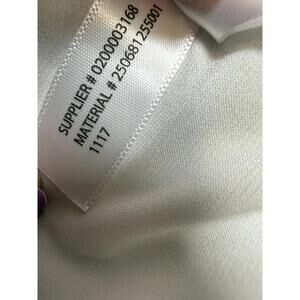 SUPPLIER # 0200003168
MATERIAL # 250681255001
1117